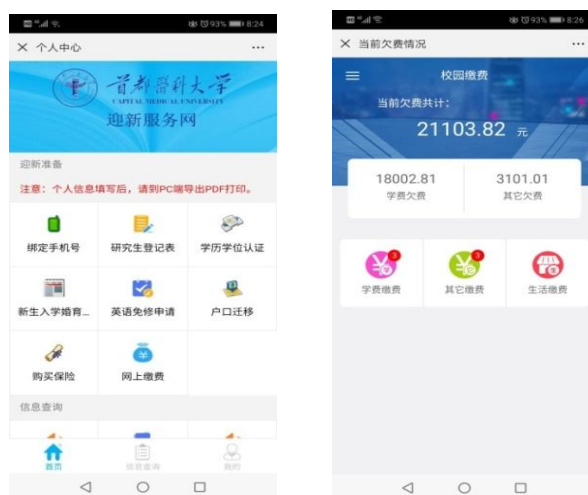 93% 8:24
× 个人中心 ...
首都医科大学
CAPITAL MEDICAL UNIVERSITY
迎新服务网
迎新准备
注意：个人信息填写后，请到PC端导出PDF打印。
绑定手机号 研究生登记表 学历学位认证
新生入学婚育... 英语免修申请 户口迁移
购买保险 网上缴费
信息查询
首页 信息查询 我的
93% 8:26
× 当前欠费情况 ...
校园缴费
当前欠费共计：
21103.82 元
18002.81 3101.01
学费欠费 其它欠费
3 3
学费缴费 其它缴费 生活缴费